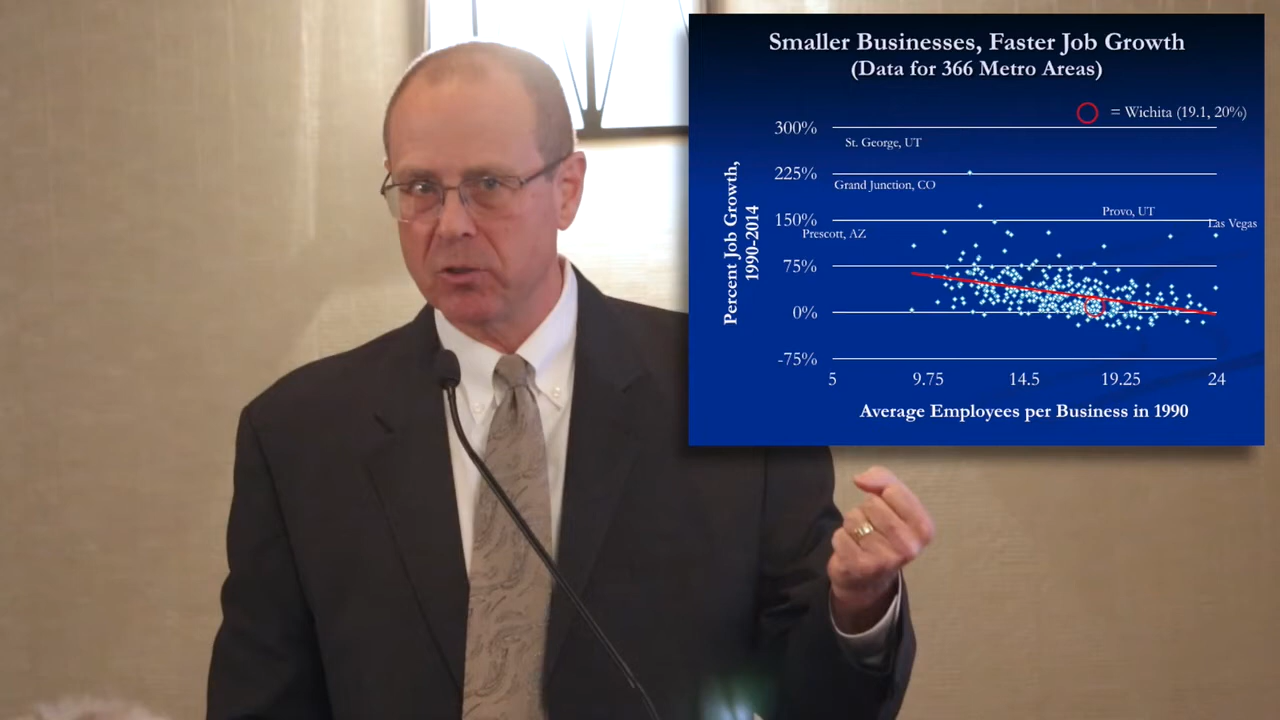 Smaller Businesses, Faster Job Growth
(Data for 366 Metro Areas)
= Wichita (19.1, 20%)
300%
St. George, UT
225%
Grand Junction, CO
Percent Job Growth,
1990-2014
150%
Provo, UT
Las Vegas
Prescott, AZ
75%
0%
-75%
5
9.75
14.5
19.25
24
Average Employees per Business in 1990